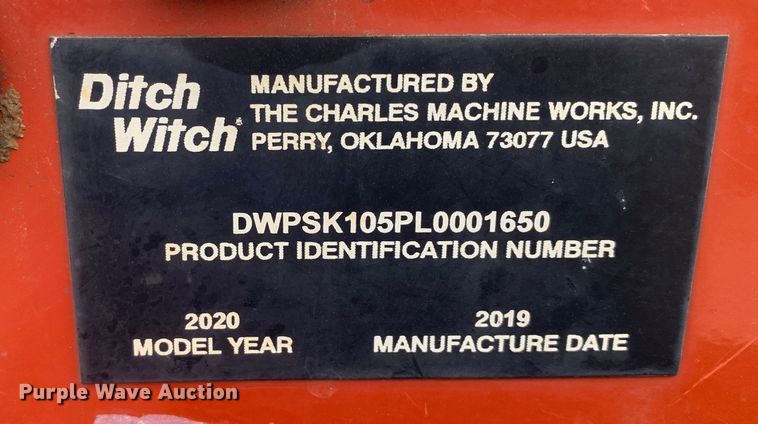 Ditch
Witch®
MANUFACTURED BY
THE CHARLES MACHINE WORKS, INC.
PERRY, OKLAHOMA 73077 USA
DWPSK105PL0001650
PRODUCT IDENTIFICATION NUMBER
2020
MODEL YEAR
2019
MANUFACTURE DATE
Purple Wave Auction